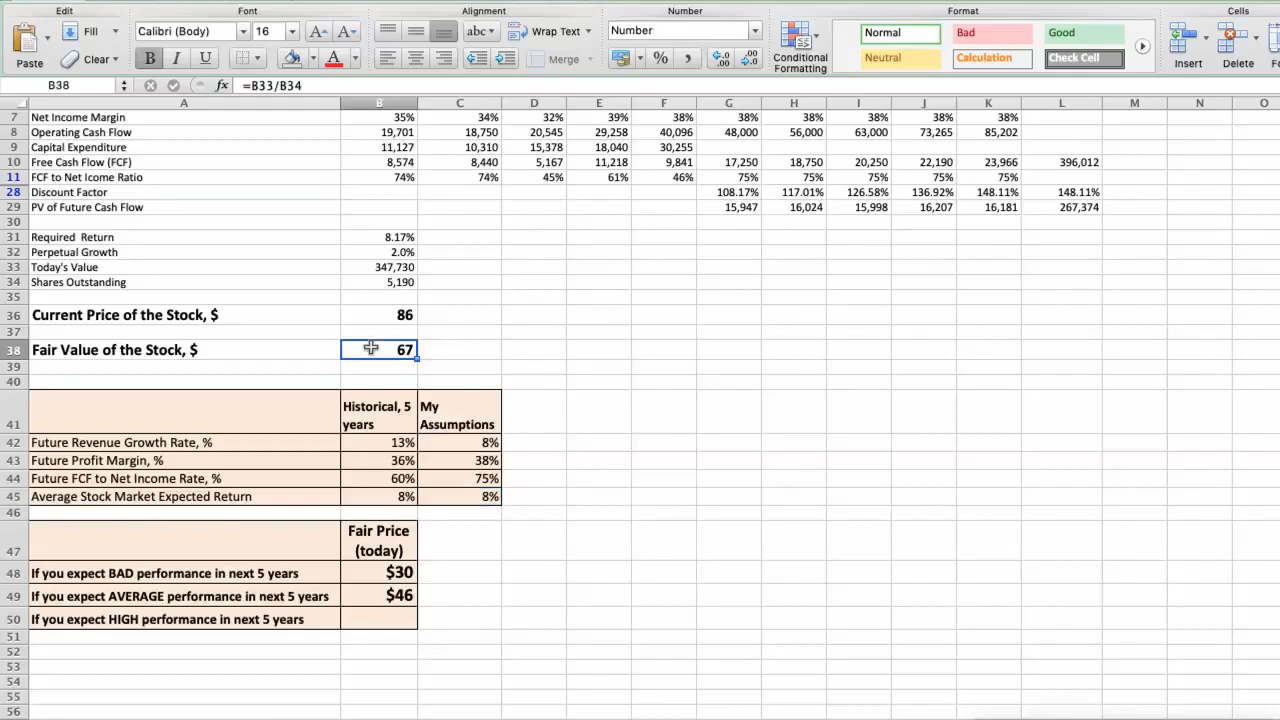 Edit Font Alignment Number Format Cells
Paste Fill Calibri (Body) 16 A A abc Wrap Text Number Normal Bad Good
Clear B I U A Merge % , .0 .00 .00 .0 Conditional Formatting Neutral Calculation Check Cell Insert Delete
B38 fx =B33/B34
A B C D E F G H I J K L M N O
7 Net Income Margin 35% 34% 32% 39% 38% 38% 38% 38% 38% 38%
8 Operating Cash Flow 19,701 18,750 20,545 29,258 40,096 48,000 56,000 63,000 73,265 85,202
9 Capital Expenditure 11,127 10,310 15,378 18,040 30,255
10 Free Cash Flow (FCF) 8,574 8,440 5,167 11,218 9,841 17,250 18,750 20,250 22,190 23,966 396,012
11 FCF to Net Icome Ratio 74% 74% 45% 61% 46% 75% 75% 75% 75% 75%
28 Discount Factor 108.17% 117.01% 126.58% 136.92% 148.11% 148.11%
29 PV of Future Cash Flow 15,947 16,024 15,998 16,207 16,181 267,374
30
31 Required Return 8.17%
32 Perpetual Growth 2.0%
33 Today's Value 347,730
34 Shares Outstanding 5,190
35
36 Current Price of the Stock, $ 86
37
38 Fair Value of the Stock, $ 67
39
40
41 Historical, 5 years My Assumptions
42 Future Revenue Growth Rate, % 13% 8%
43 Future Profit Margin, % 36% 38%
44 Future FCF to Net Income Rate, % 60% 75%
45 Average Stock Market Expected Return 8% 8%
46
47 Fair Price (today)
48 If you expect BAD performance in next 5 years $30
49 If you expect AVERAGE performance in next 5 years $46
50 If you expect HIGH performance in next 5 years
51
52
53
54
55
56